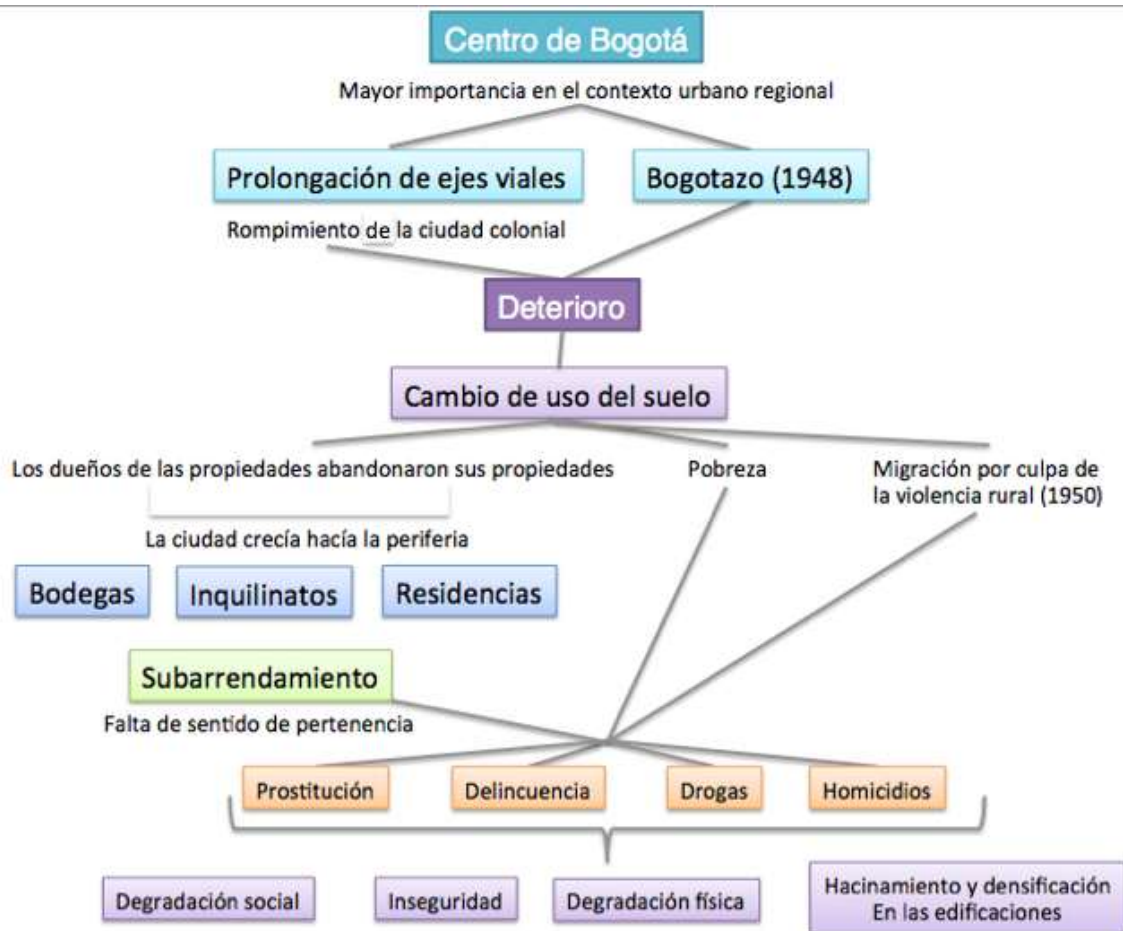 Centro de Bogotá
Mayor importancia en el contexto urbano regional
Prolongación de ejes viales
Bogotazo (1948)
Rompimiento de la ciudad colonial
Deterioro
Cambio de uso del suelo
Los dueños de las propiedades abandonaron sus propiedades
Pobreza
Migración por culpa de
la violencia rural (1950)
La ciudad crecía hacía la periferia
Bodegas
Inquilinatos
Residencias
Subarrendamiento
Falta de sentido de pertenencia
Prostitución
Delincuencia
Drogas
Homicidios
Degradación social
Inseguridad
Degradación física
Hacinamiento y densificación
En las edificaciones